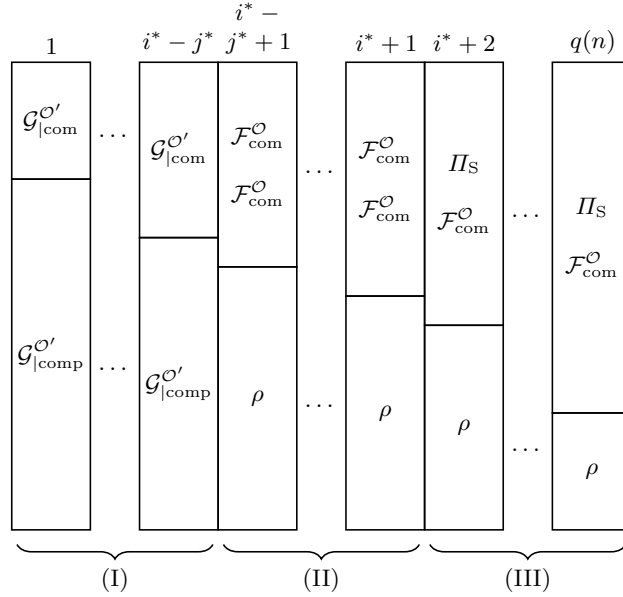 1 … i* − j* i* − j* + 1 … i* + 1 i* + 2 … q(n)
𝒢^{𝒪′}_{|com} … 𝒢^{𝒪′}_{|com} ℱ^{𝒪}_{com} … ℱ^{𝒪}_{com} Π_S … Π_S
ℱ^{𝒪}_{com} ℱ^{𝒪}_{com} ℱ^{𝒪}_{com} ℱ^{𝒪}_{com}
𝒢^{𝒪′}_{|comp} … 𝒢^{𝒪′}_{|comp} ρ … ρ ρ … ρ
(I) (II) (III)